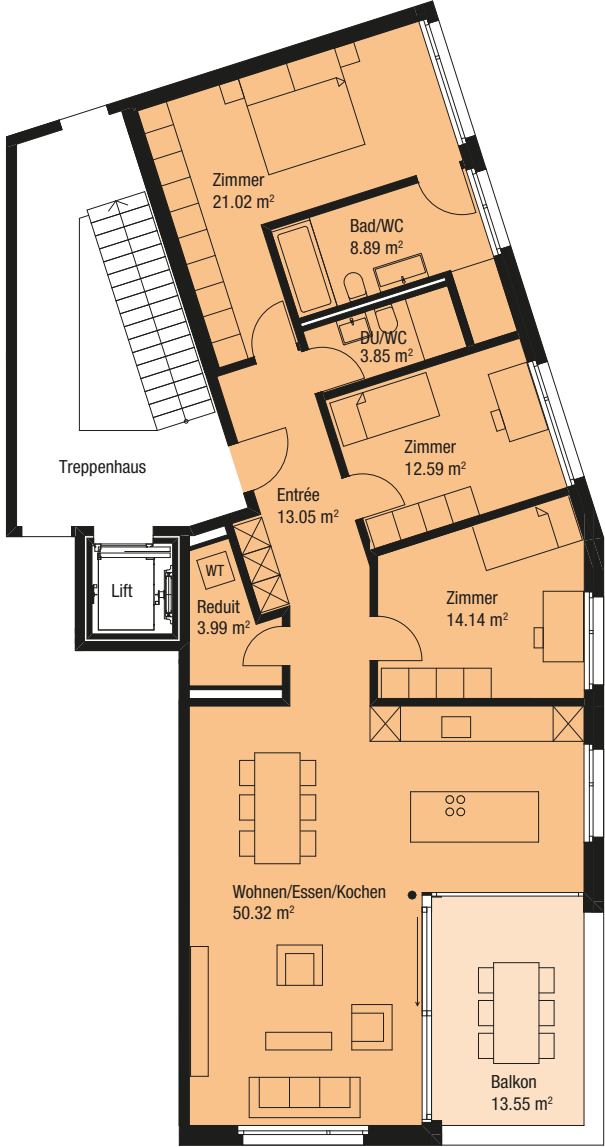 Zimmer
21.02 m²
Bad/WC
8.89 m²
DU/WC
3.85 m²
Zimmer
12.59 m²
Treppenhaus
Entrée
13.05 m²
WT
Lift
Reduit
3.99 m²
Zimmer
14.14 m²
Wohnen/Essen/Kochen
50.32 m²
Balkon
13.55 m²